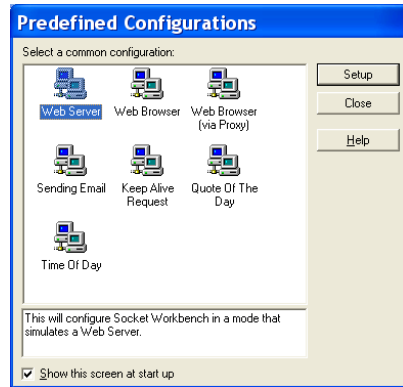 Predefined Configurations
Select a common configuration:
Web Server
Web Browser
Web Browser
(via Proxy)
Sending Email
Keep Alive
Request
Quote Of The
Day
Time Of Day
Setup
Close
Help
This will configure Socket Workbench in a mode that
simulates a Web Server.
Show this screen at start up